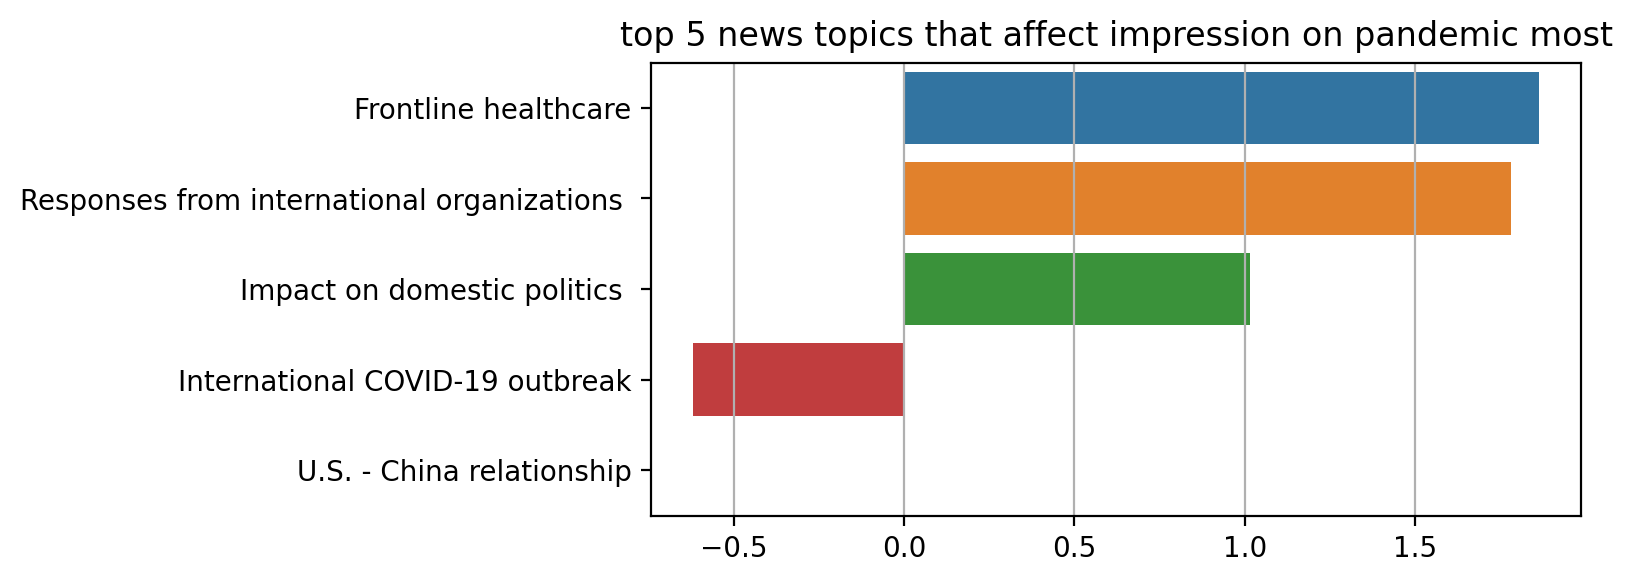 top 5 news topics that affect impression on pandemic most
Frontline healthcare
Responses from international organizations
Impact on domestic politics
International COVID-19 outbreak
U.S. - China relationship
−0.5 0.0 0.5 1.0 1.5